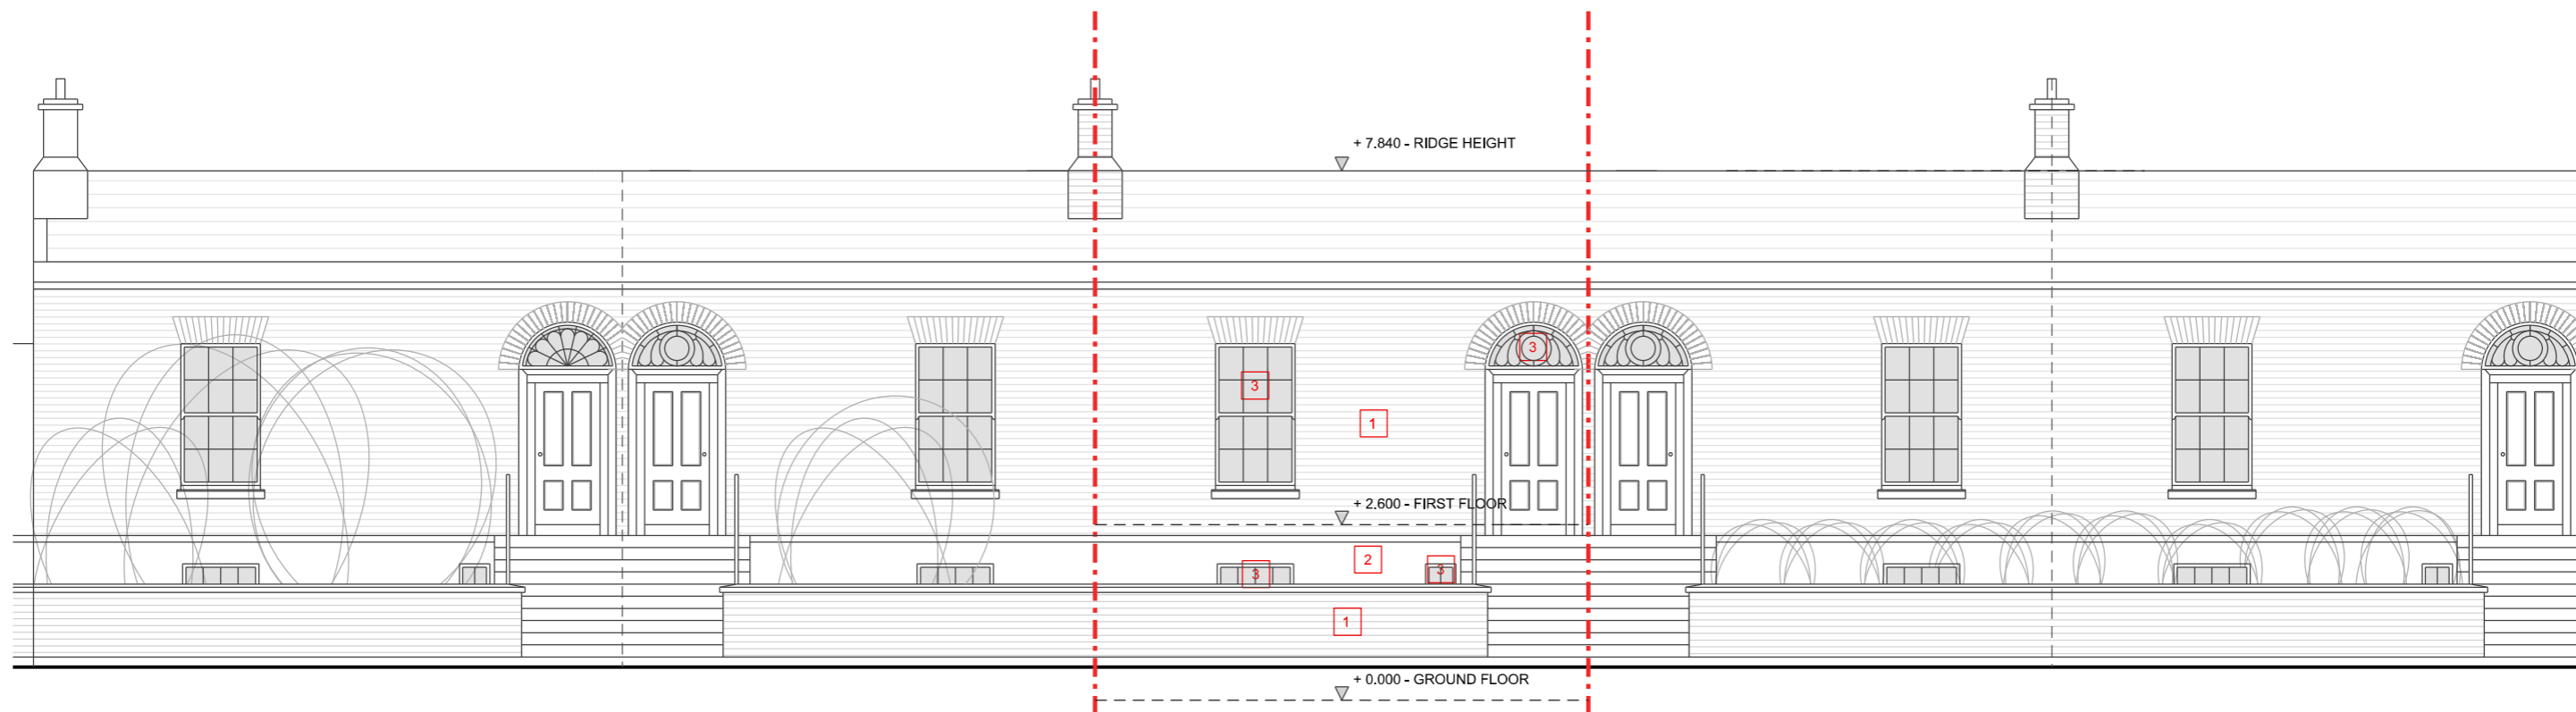 + 7.840 - RIDGE HEIGHT
3
3
1
+ 2.600 - FIRST FLOOR
2
3
3
1
+ 0.000 - GROUND FLOOR